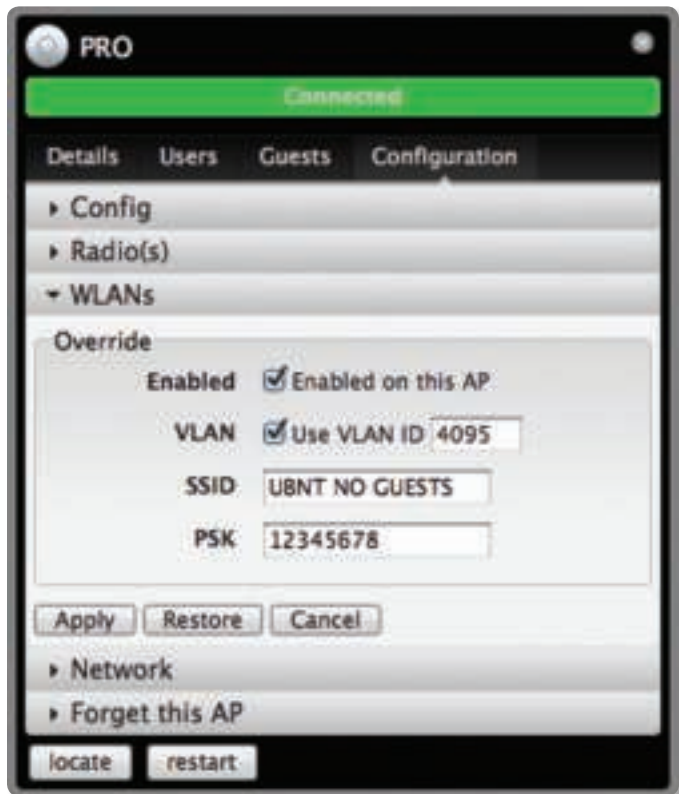 PRO
Connected
Details Users Guests Configuration
Config
Radio(s)
WLANs
Override
Enabled Enabled on this AP
VLAN Use VLAN ID 4095
SSID UBNT NO GUESTS
PSK 12345678
Apply Restore Cancel
Network
Forget this AP
locate restart